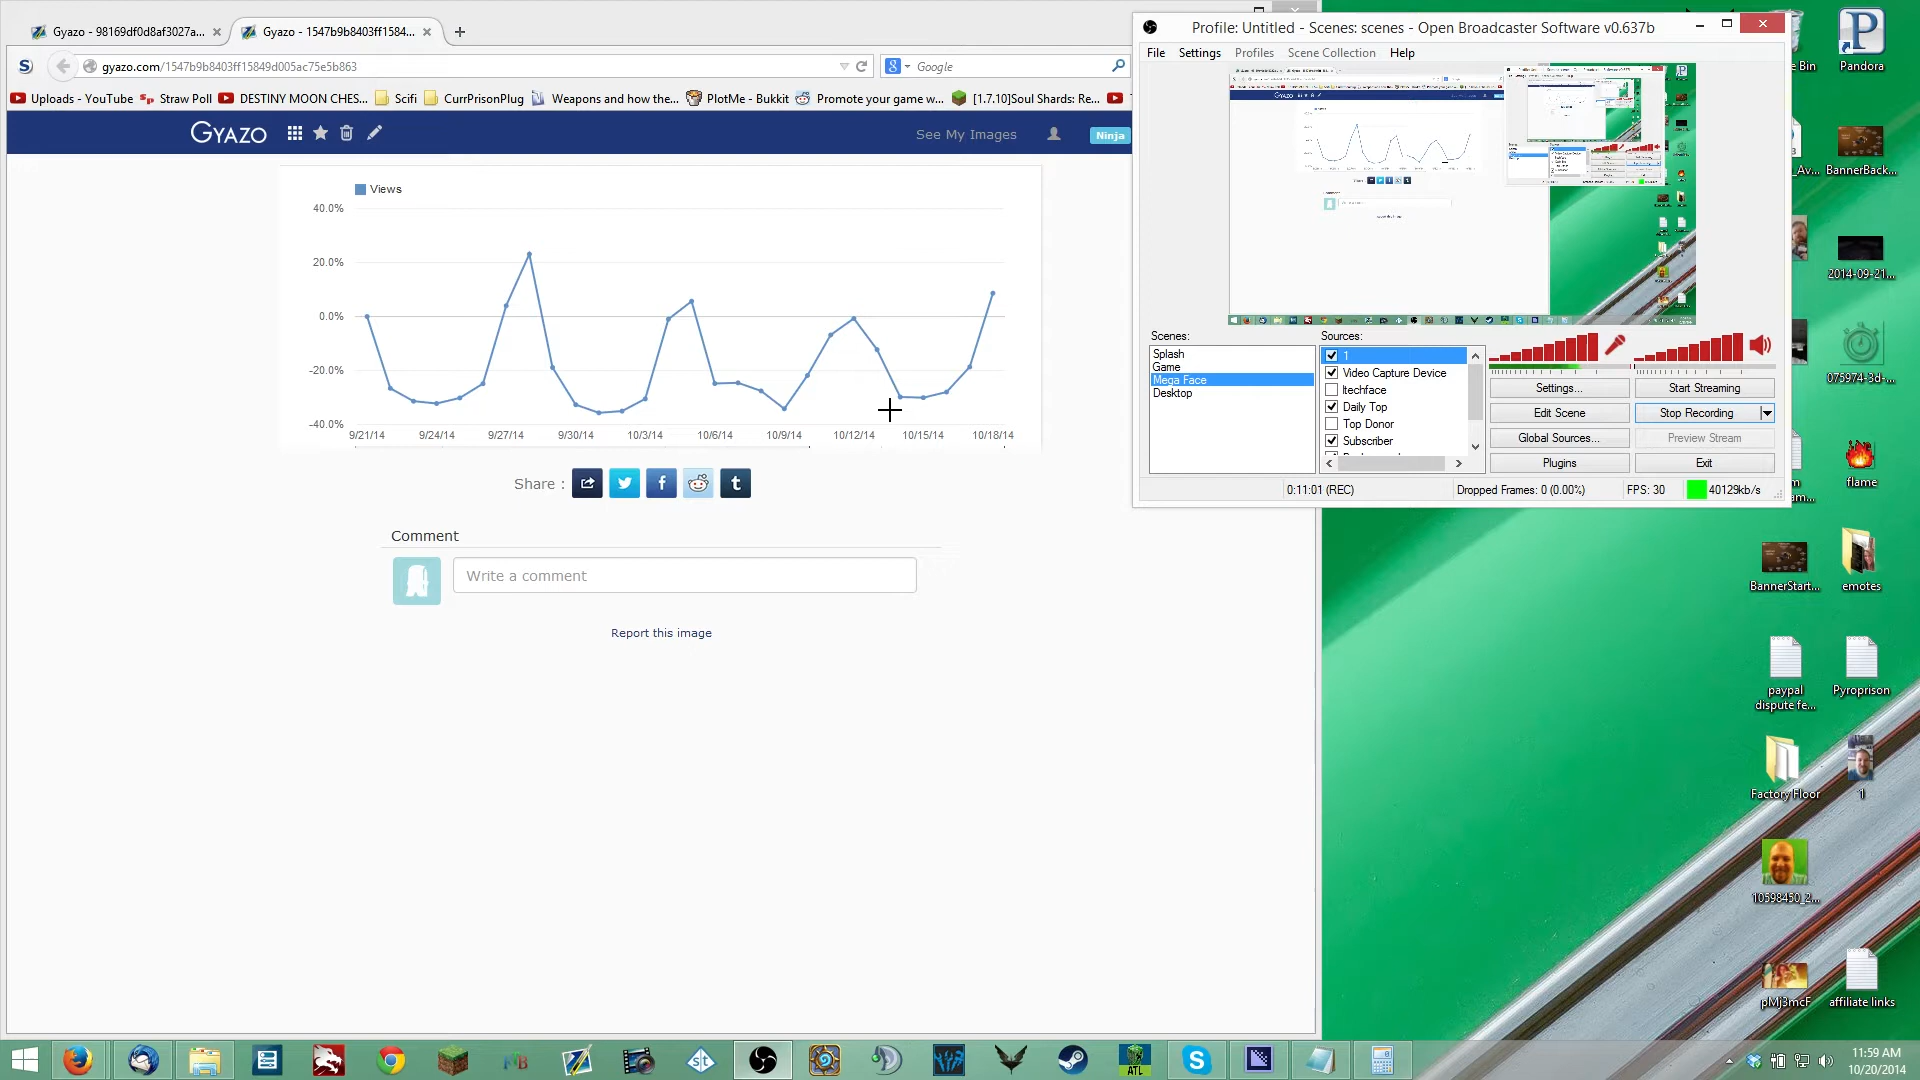 Gyazo - 98169df0d8af3027a...
Gyazo - 1547b9b8403ff1584...
gyazo.com/1547b9b8403ff15849d005ac75e5b863
Google
Uploads - YouTube
Straw Poll
DESTINY MOON CHES...
Scifi
CurrPrisonPlug
Weapons and how the...
PlotMe - Bukkit
Promote your game w...
[1.7.10]Soul Shards: Re...
GYAZO
See My Images
Ninja
Views
40.0%
20.0%
0.0%
-20.0%
-40.0%
9/21/14 9/24/14 9/27/14 9/30/14 10/3/14 10/6/14 10/9/14 10/12/14 10/15/14 10/18/14
Share :
Comment
Write a comment
Report this image
Profile: Untitled - Scenes: scenes - Open Broadcaster Software v0.637b
File Settings Profiles Scene Collection Help
Scenes:
Splash
Game
Mega Face
Desktop
Sources:
1
Video Capture Device
Itechface
Daily Top
Top Donor
Subscriber
Settings...
Start Streaming
Edit Scene
Stop Recording
Global Sources...
Preview Stream
Plugins
Exit
0:11:01 (REC)
Dropped Frames: 0 (0.00%)
FPS: 30
40129kb/s
e Bin
Pandora
_Av...
BannerBack...
2014-09-21...
075974-3d-...
am...
flame
BannerStart...
emotes
paypal
dispute fe...
Pyroprison
Factory Floor
1
10598450_2...
pMj3mcF
affiliate links
ATL
11:59 AM
10/20/2014